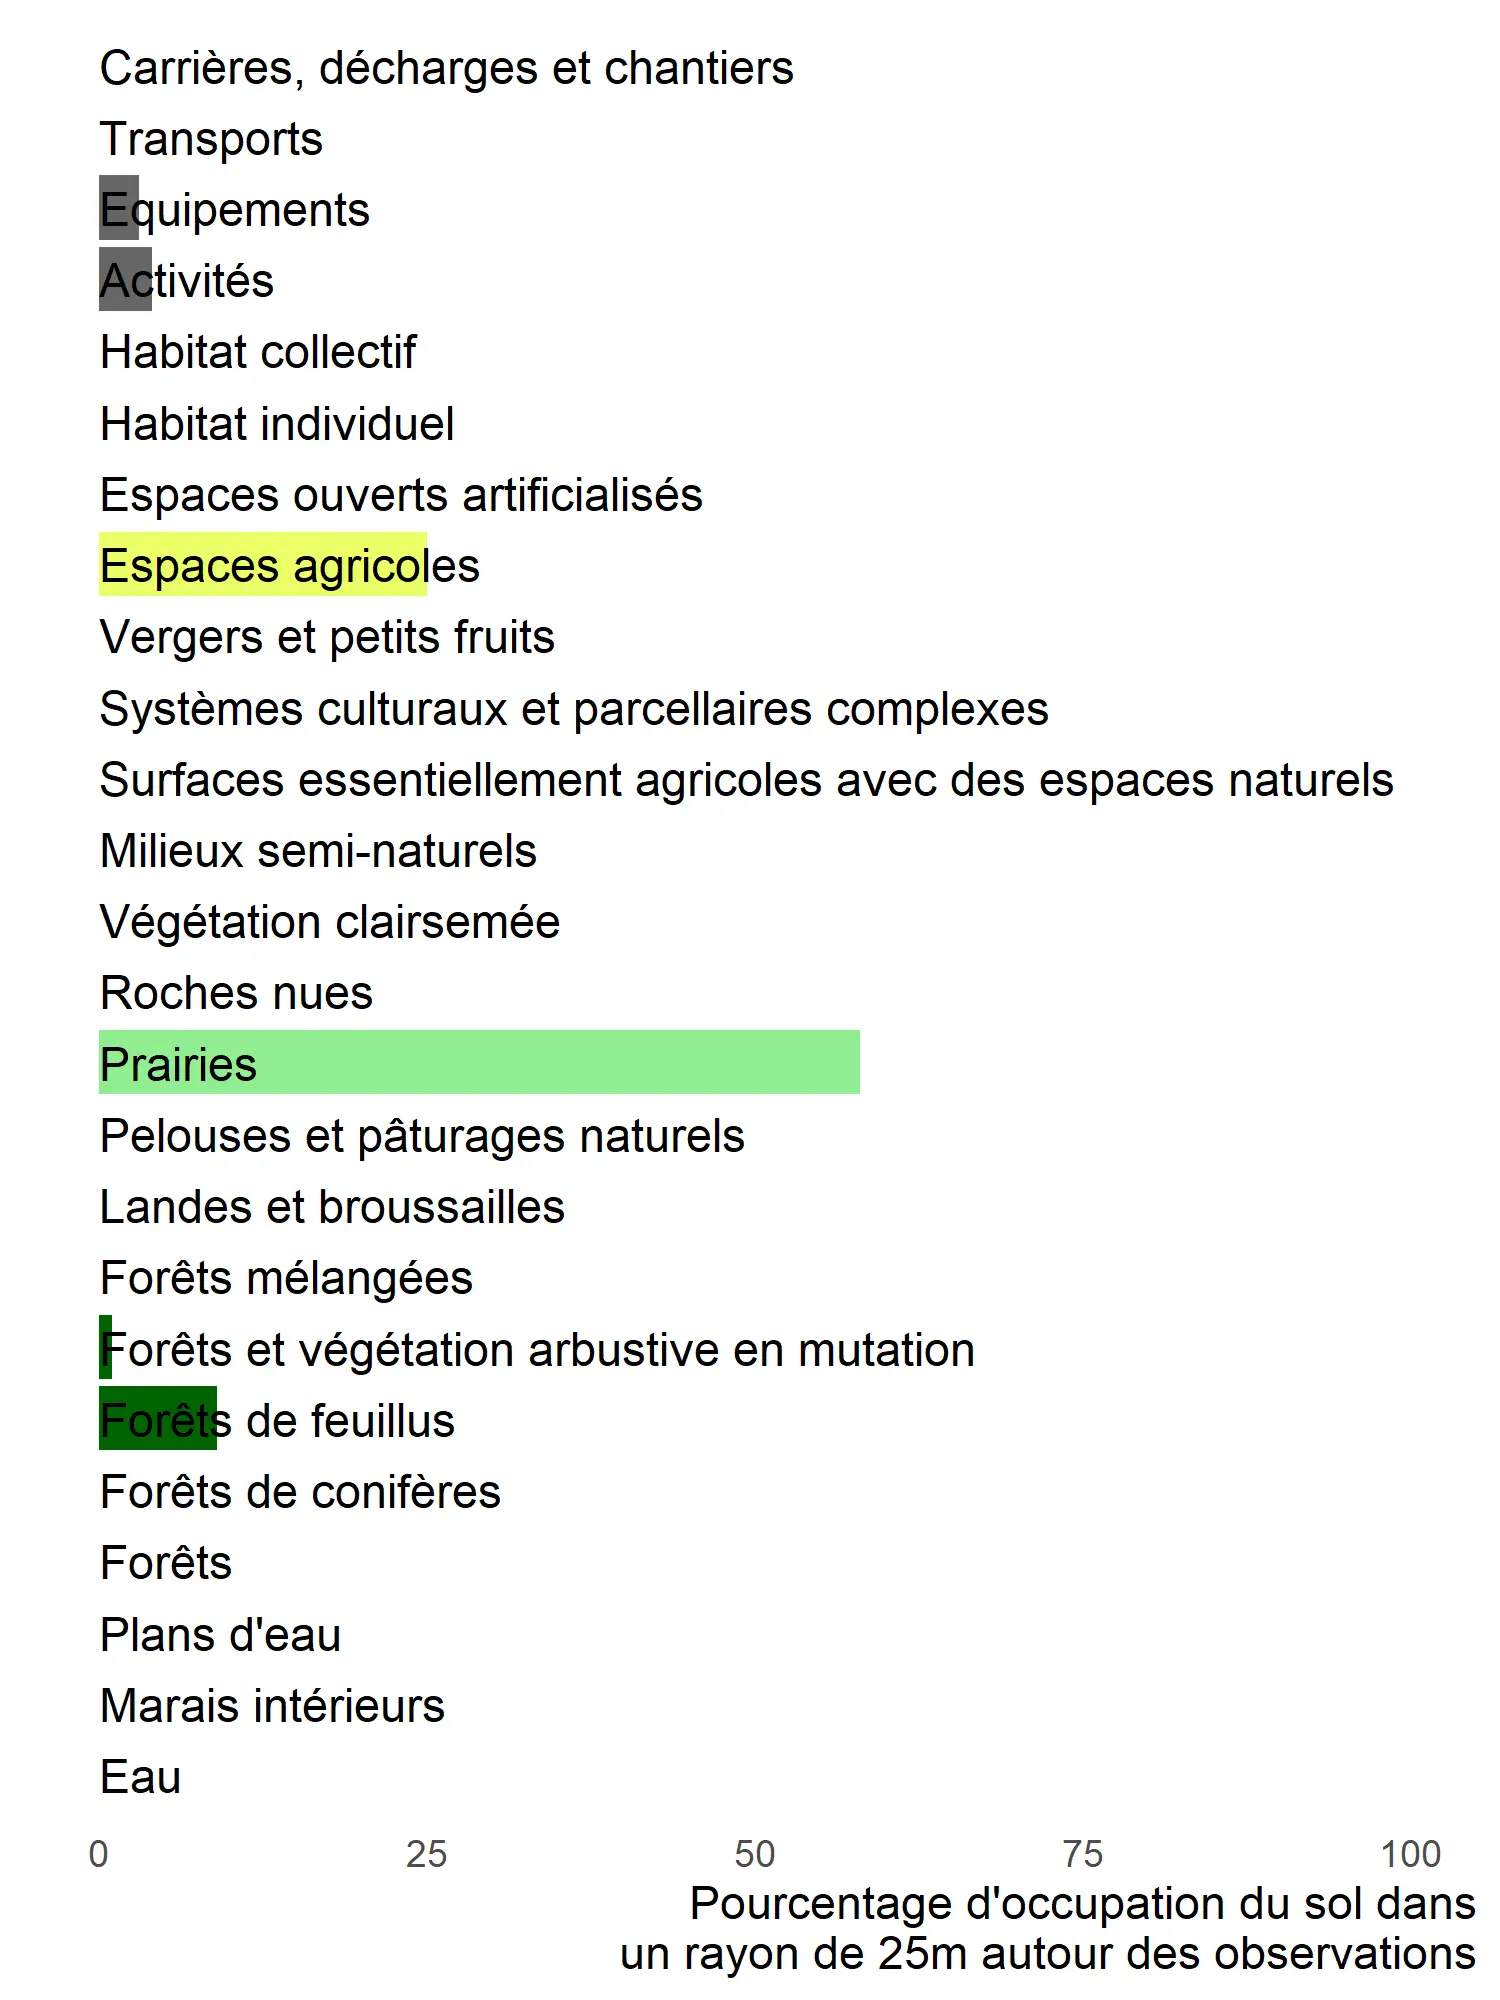 Carrières, décharges et chantiers
Transports
Equipements
Activités
Habitat collectif
Habitat individuel
Espaces ouverts artificialisés
Espaces agricoles
Vergers et petits fruits
Systèmes culturaux et parcellaires complexes
Surfaces essentiellement agricoles avec des espaces naturels
Milieux semi-naturels
Végétation clairsemée
Roches nues
Prairies
Pelouses et pâturages naturels
Landes et broussailles
Forêts mélangées
Forêts et végétation arbustive en mutation
Forêts de feuillus
Forêts de conifères
Forêts
Plans d'eau
Marais intérieurs
Eau
0 25 50 75 100
Pourcentage d'occupation du sol dans
un rayon de 25m autour des observations